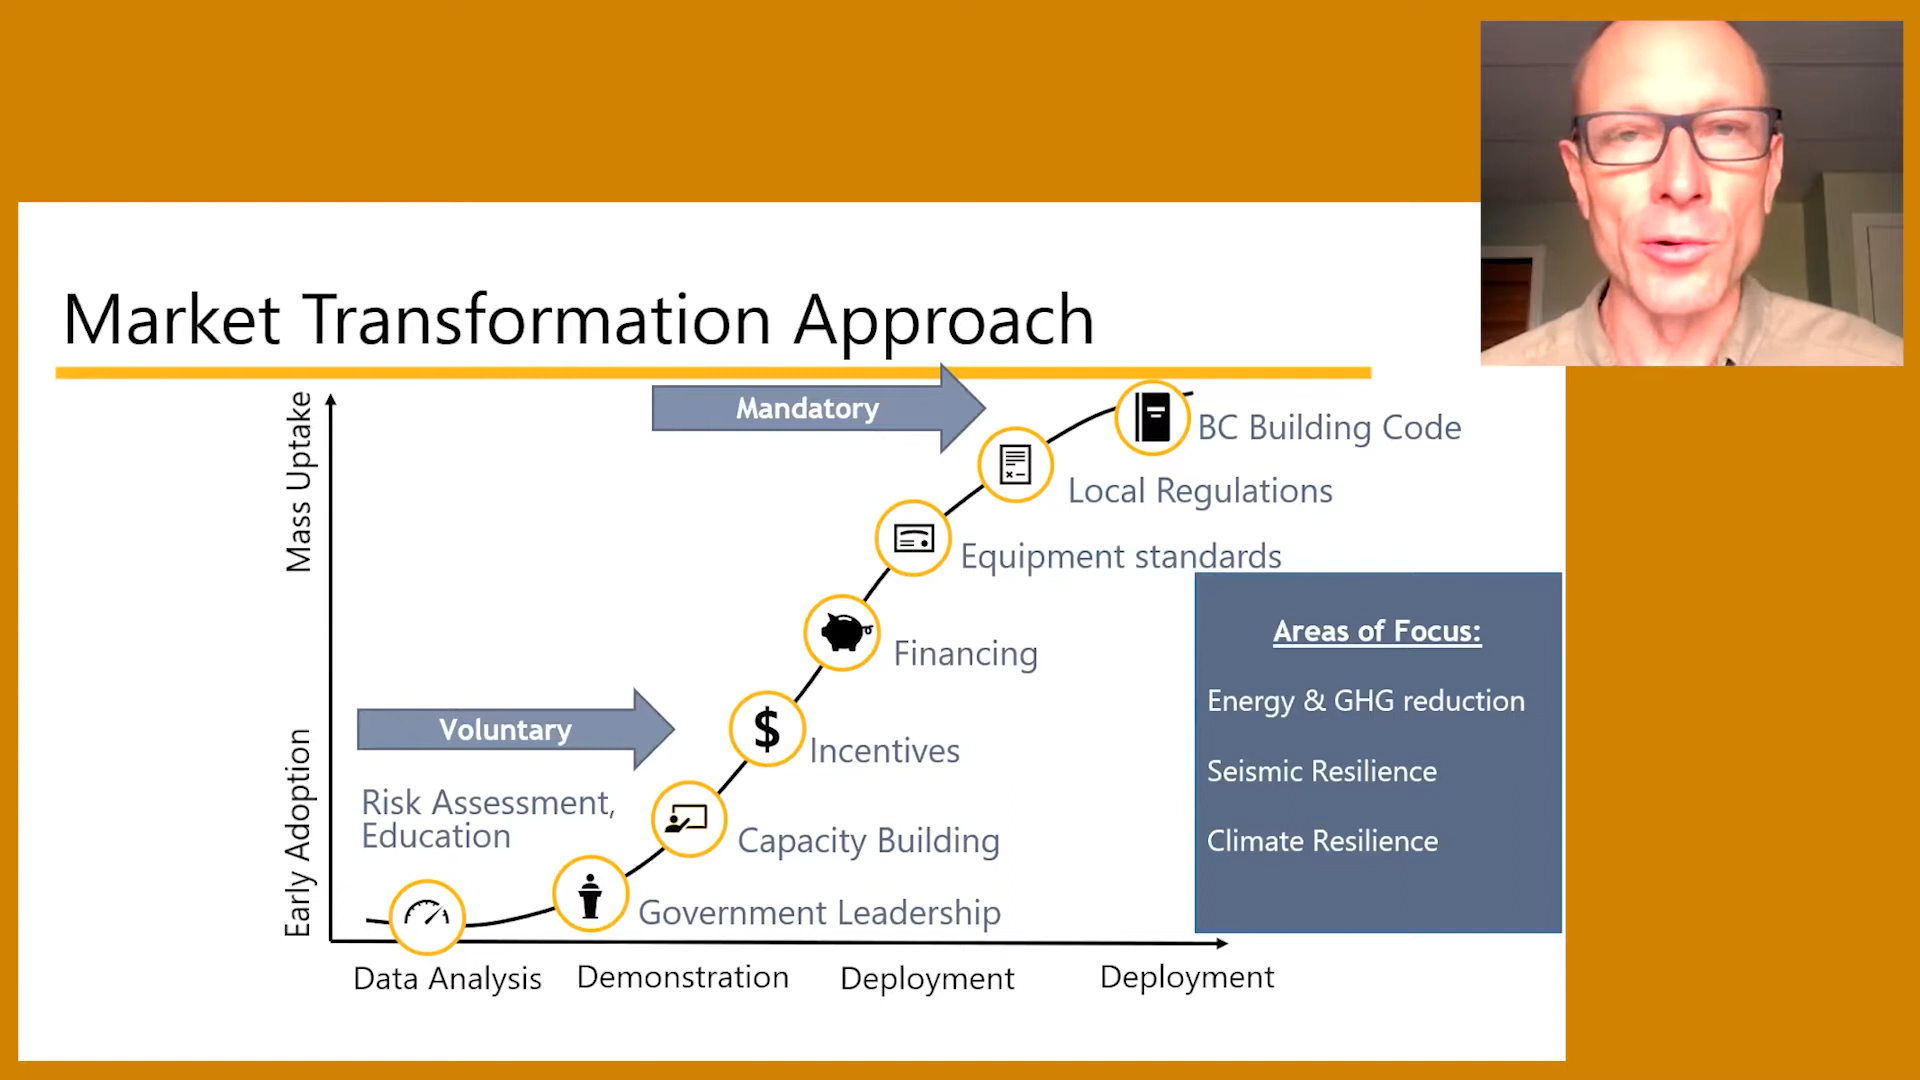 Market Transformation Approach
Mass Uptake
Early Adoption
Mandatory
BC Building Code
Local Regulations
Equipment standards
Financing
Voluntary
$
Incentives
Risk Assessment,
Education
Capacity Building
Government Leadership
Data Analysis
Demonstration
Deployment
Deployment
Areas of Focus:
Energy & GHG reduction
Seismic Resilience
Climate Resilience